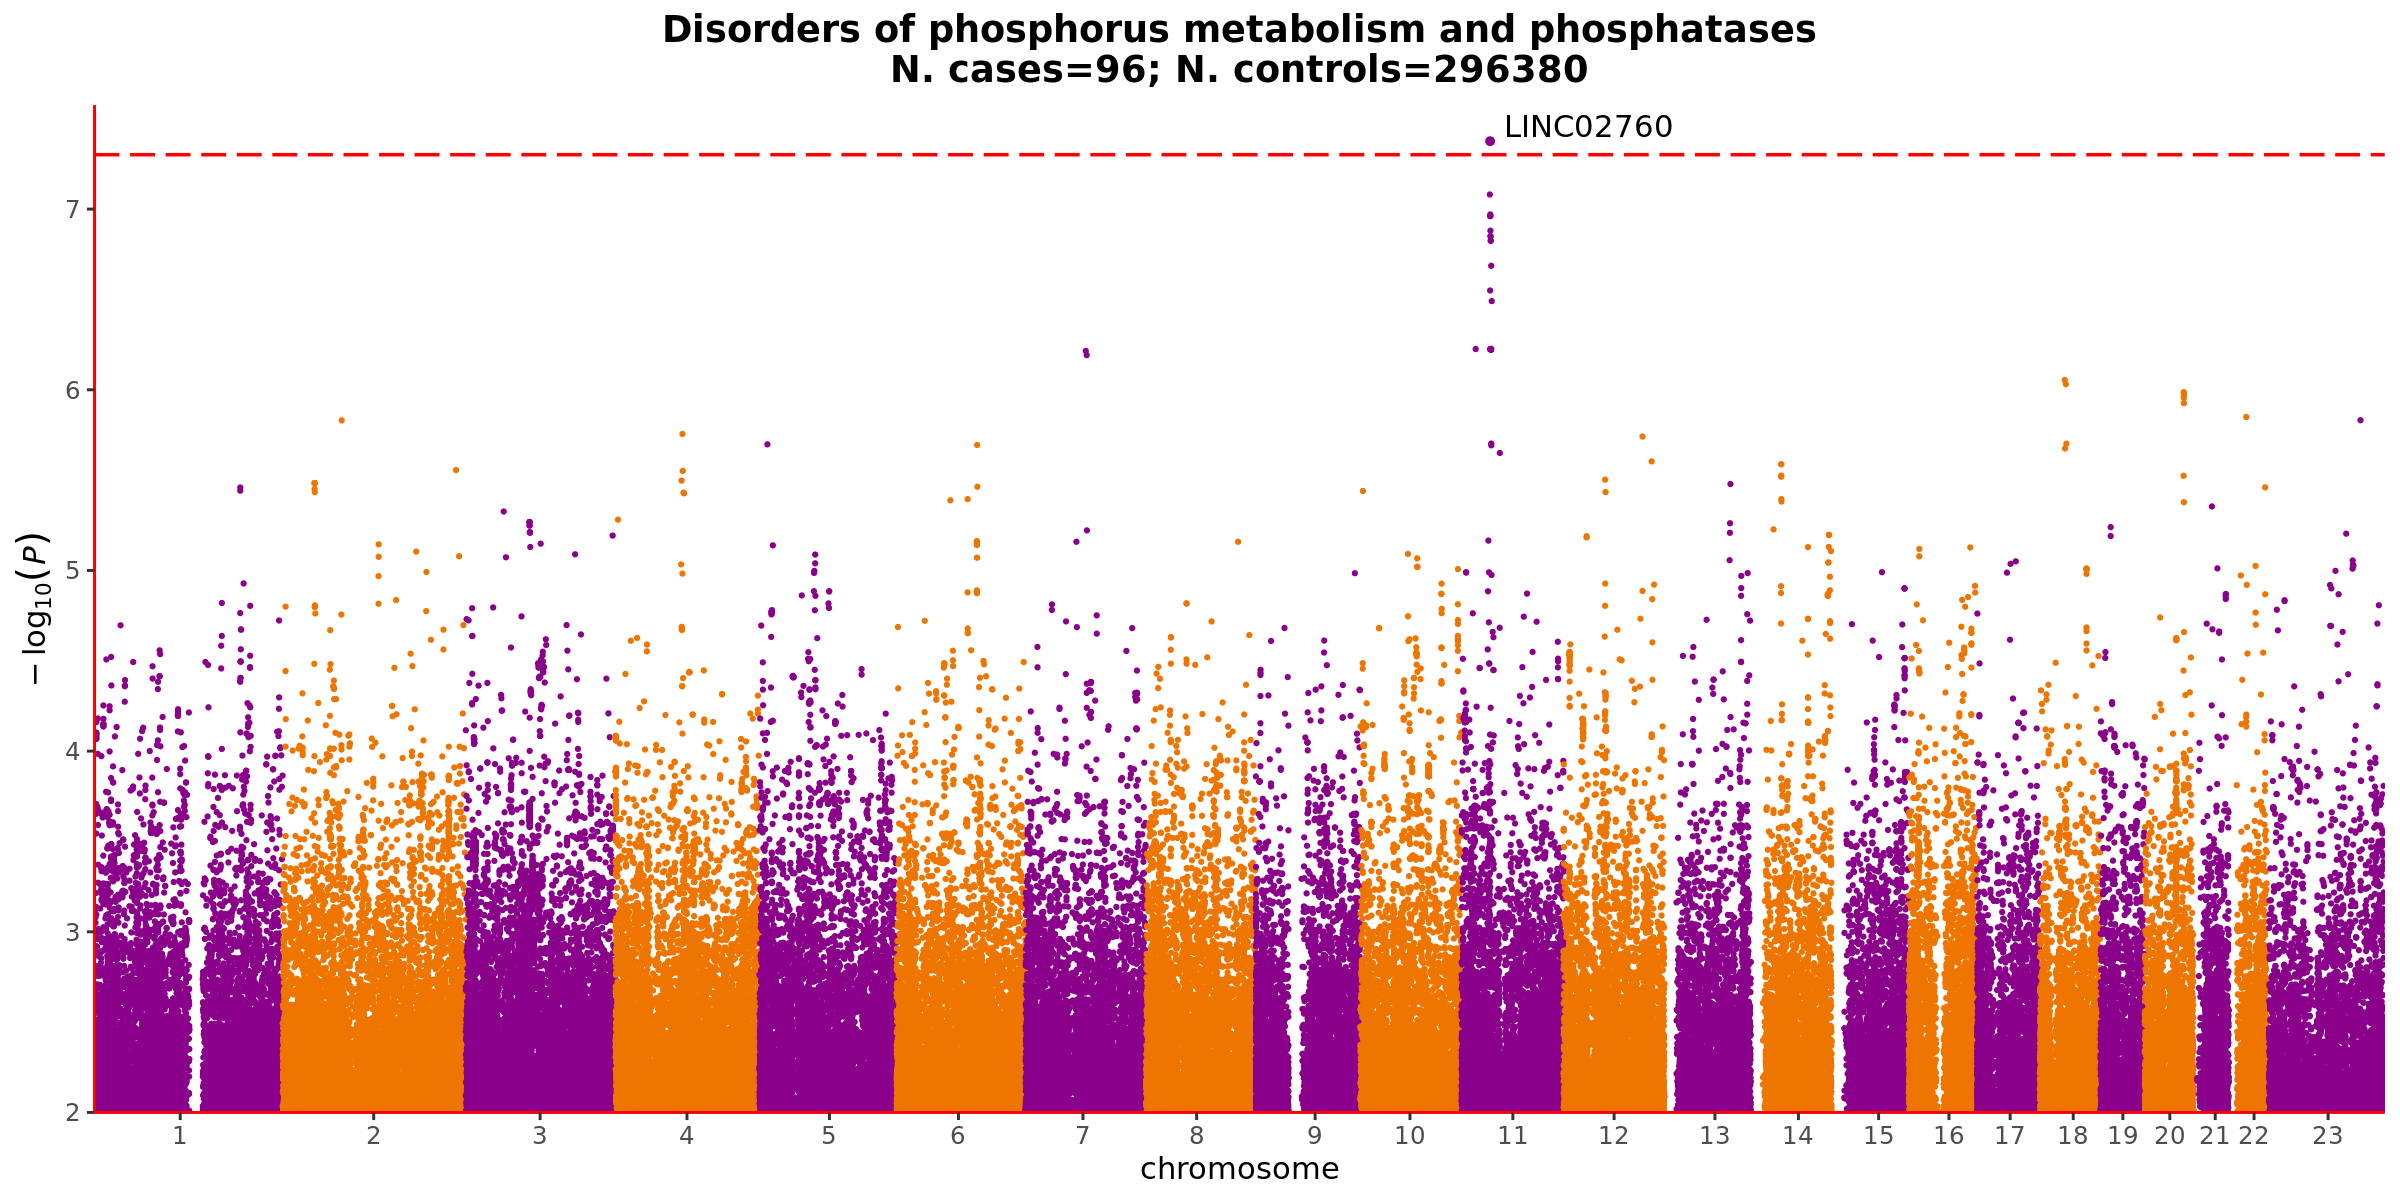 Disorders of phosphorus metabolism and phosphatases
N. cases=96; N. controls=296380
LINC02760
7
6
5
4
3
2
−log₁₀(P)
1 2 3 4 5 6 7 8 9 10 11 12 13 14 15 16 17 18 19 20 21 22 23
chromosome